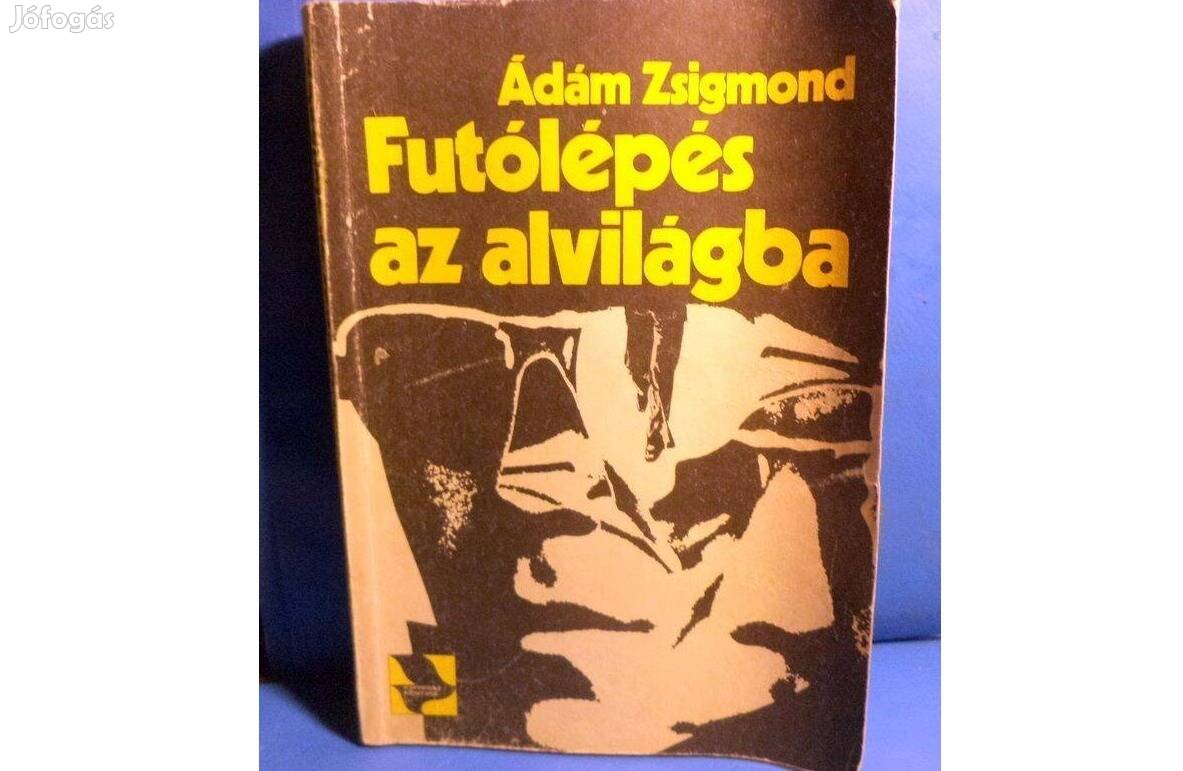 Jófogás
Ádám Zsigmond
Futólépés
az alvilágba